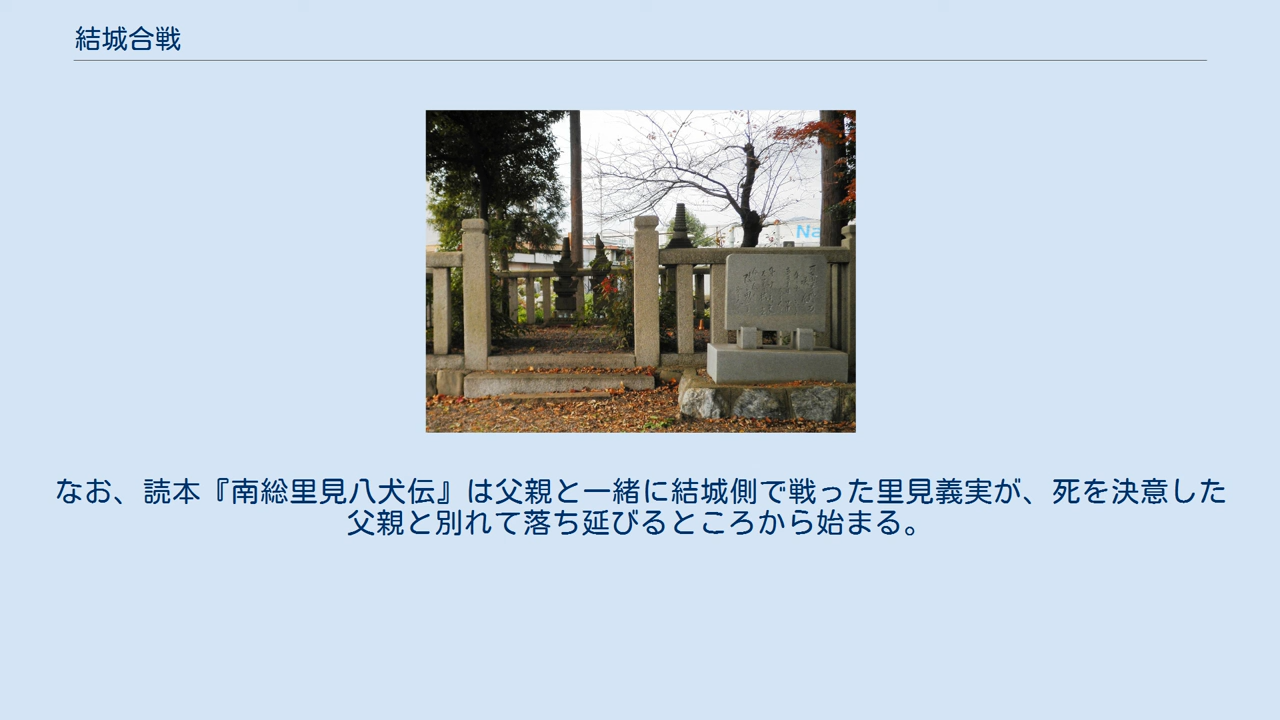 結城合戦
Na
なお、読本『南総里見八犬伝』は父親と一緒に結城側で戦った里見義実が、死を決意した
父親と別れて落ち延びるところから始まる。